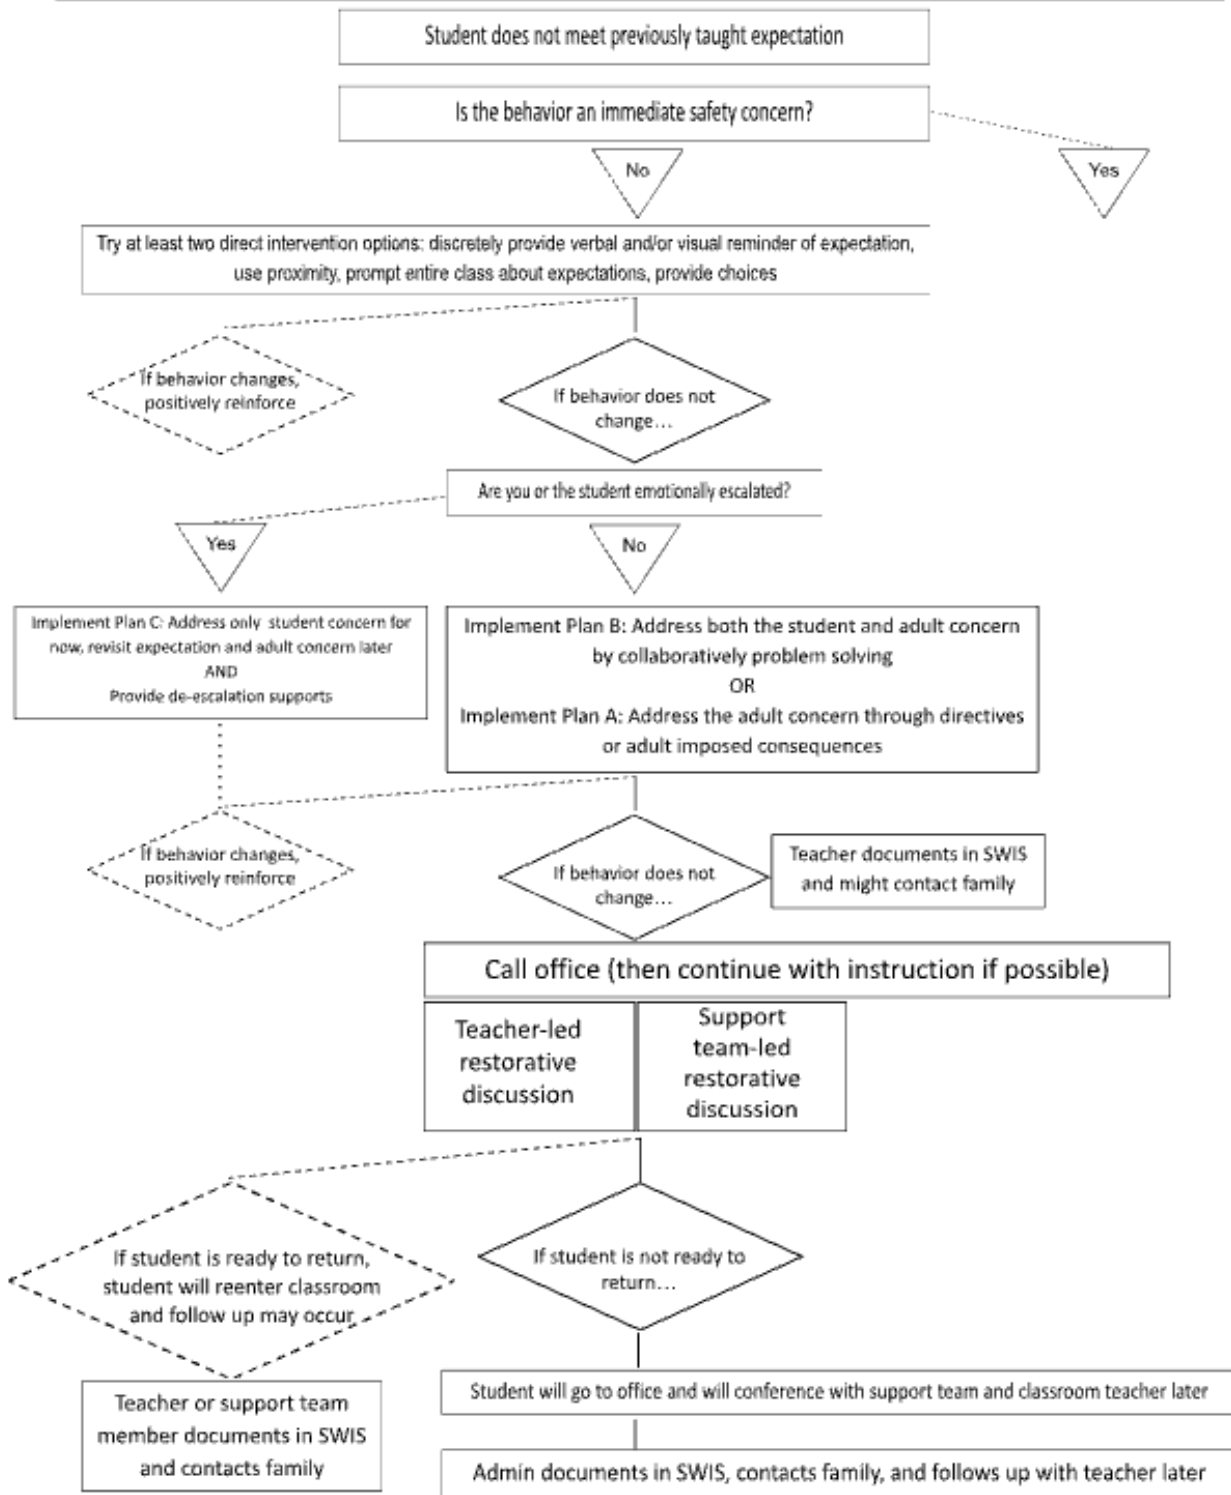 Student does not meet previously taught expectation
Is the behavior an immediate safety concern?
No
Yes
Try at least two direct intervention options: discretely provide verbal and/or visual reminder of expectation,
use proximity, prompt entire class about expectations, provide choices
If behavior changes,
positively reinforce
If behavior does not
change...
Are you or the student emotionally escalated?
Yes
No
Implement Plan C: Address only student concern for
now, revisit expectation and adult concern later
AND
Provide de-escalation supports
Implement Plan B: Address both the student and adult concern
by collaboratively problem solving
OR
Implement Plan A: Address the adult concern through directives
or adult imposed consequences
If behavior changes,
positively reinforce
If behavior does not
change...
Teacher documents in SWIS
and might contact family
Call office (then continue with instruction if possible)
Teacher-led
restorative
discussion
Support
team-led
restorative
discussion
If student is ready to return,
student will reenter classroom
and follow up may occur
If student is not ready to
return...
Teacher or support team
member documents in SWIS
and contacts family
Student will go to office and will conference with support team and classroom teacher later
Admin documents in SWIS, contacts family, and follows up with teacher later